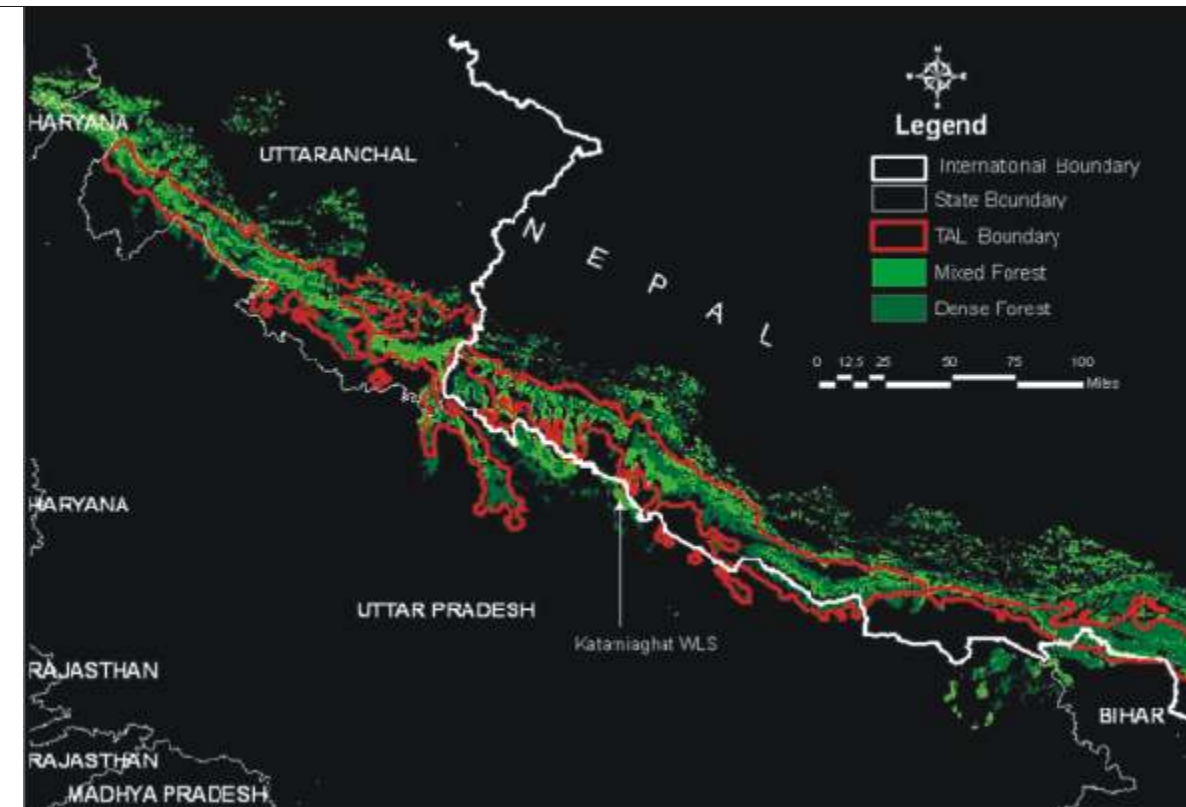 N
W E
S
Legend
International Boundary
State Boundary
TAL Boundary
Mixed Forest
Dense Forest
0 12.5 25 50 75 100
Miles
HARYANA
UTTARANCHAL
N E P A L
HARYANA
UTTAR PRADESH
Katarniaghat WLS
RAJASTHAN
BIHAR
RAJASTHAN
MADHYA PRADESH